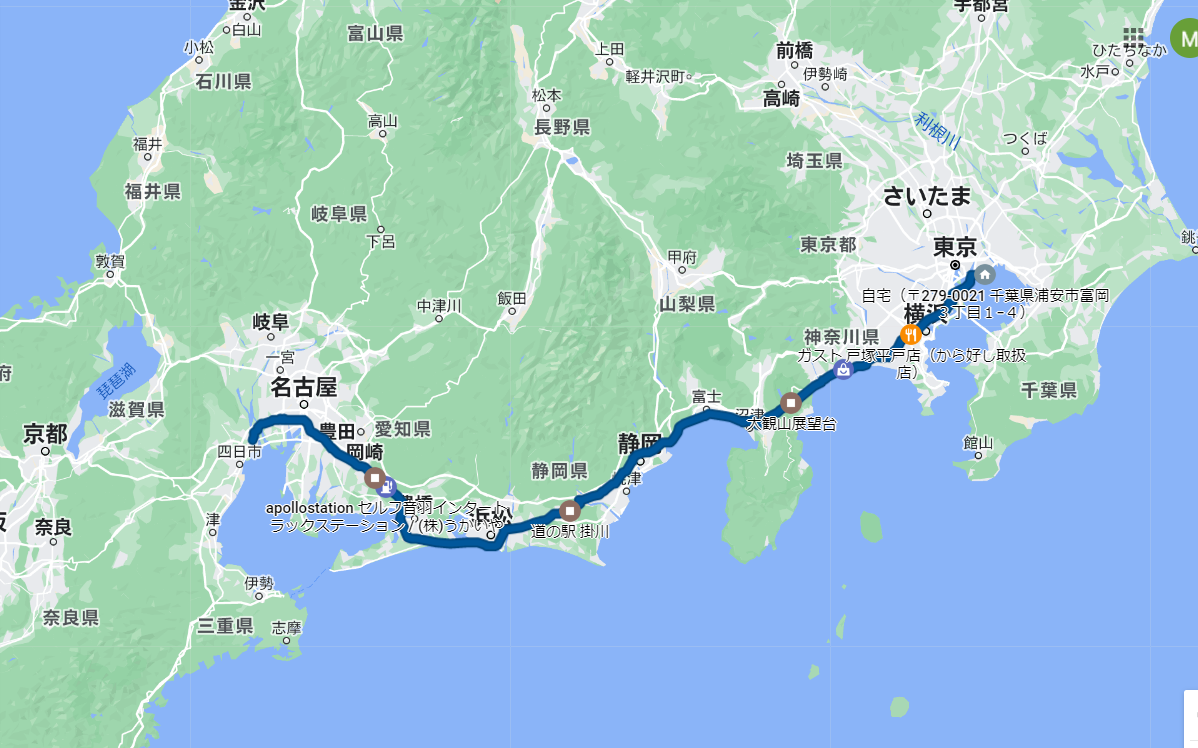 金沢
白山
小松
石川県
富山県
上田
軽井沢町
前橋
伊勢崎
高崎
宇都宮
ひたちなか
水戸
M
松本
長野県
利根川
つくば
高山
福井
福井県
埼玉県
さいたま
岐阜県
下呂
東京都
東京
銚
敦賀
甲府
山梨県
中津川
飯田
自宅（〒279-0021 千葉県浦安市富岡
３丁目１−４）
横浜
神奈川県
ガスト 戸塚平戸店（から好し取扱
店）
岐阜
一宮
名古屋
琵琶湖
府
滋賀県
京都
千葉県
富士
沼津
大観山展望台
豊田
愛知県
岡崎
四日市
静岡
静岡県
焼津
館山
apollostation セルフ音羽インタート
ラックステーション / (株)うかいや
豊橋
浜松
道の駅 掛川
津
奈良
阪
伊勢
奈良県
三重県
志摩